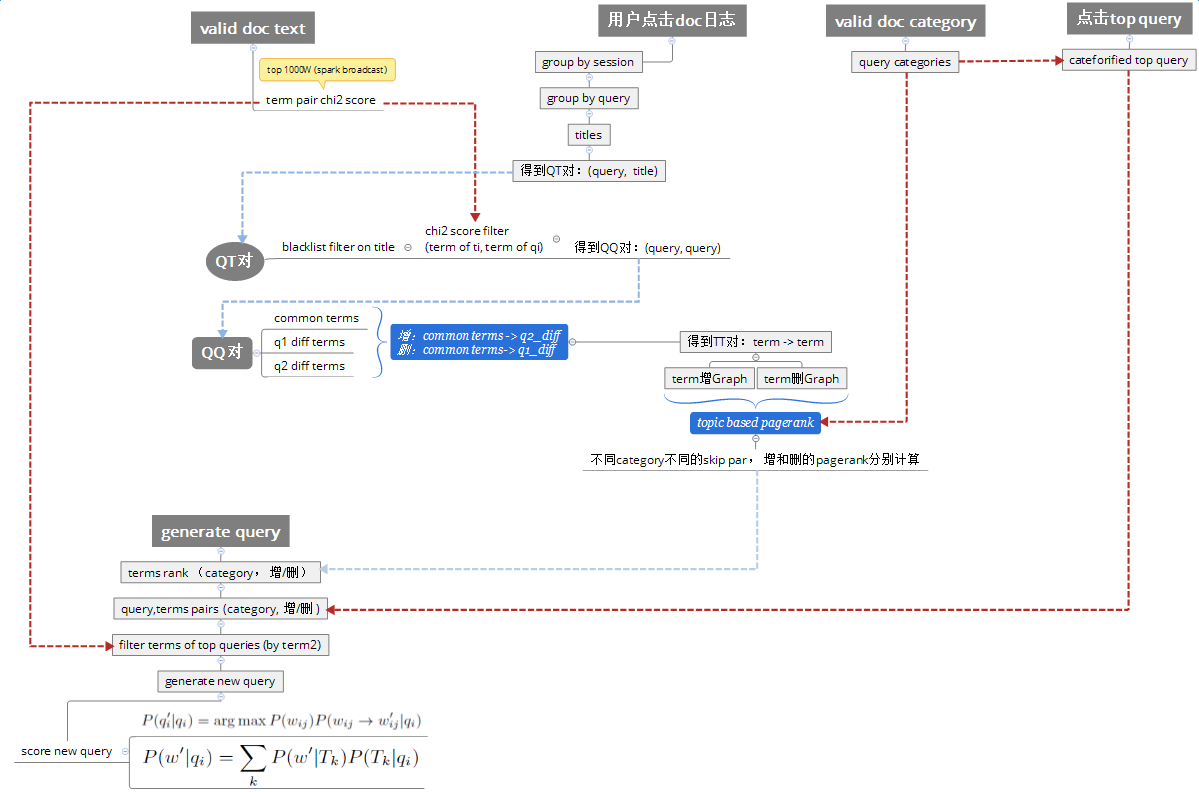 valid doc text
用户点击doc日志
valid doc category
点击top query
top 1000W (spark broadcast)
term pair chi2 score
group by session
group by query
titles
得到QT对：(query, title)
query categories
cateforified top query
QT对
blacklist filter on title
chi2 score filter
(term of ti, term of qi)
得到QQ对：(query, query)
QQ对
common terms
q1 diff terms
q2 diff terms
增：common terms -> q2_diff
删：common terms -> q1_diff
得到TT对：term -> term
term增Graph
term删Graph
topic based pagerank
不同category不同的skip par， 增和删的pagerank分别计算
generate query
terms rank （category， 增/删）
query,terms pairs (category, 增/删 )
filter terms of top queries (by term2)
generate new query
score new query
P(q'_i|q_i) = arg max P(w_{ij})P(w_{ij} → w'_{ij}|q_i)
P(w'|q_i) = ∑_k P(w'|T_k)P(T_k|q_i)